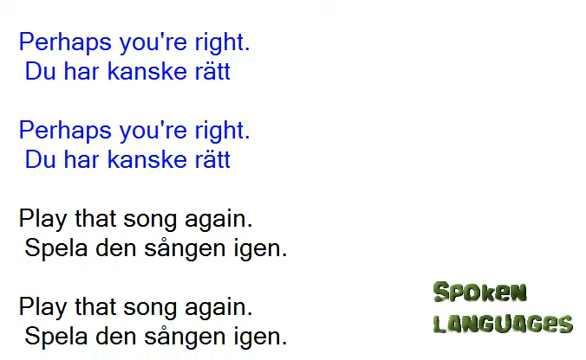 Perhaps you're right.
Du har kanske rätt
Perhaps you're right.
Du har kanske rätt
Play that song again.
Spela den sången igen.
Play that song again.
Spela den sången igen.
Spoken
Languages